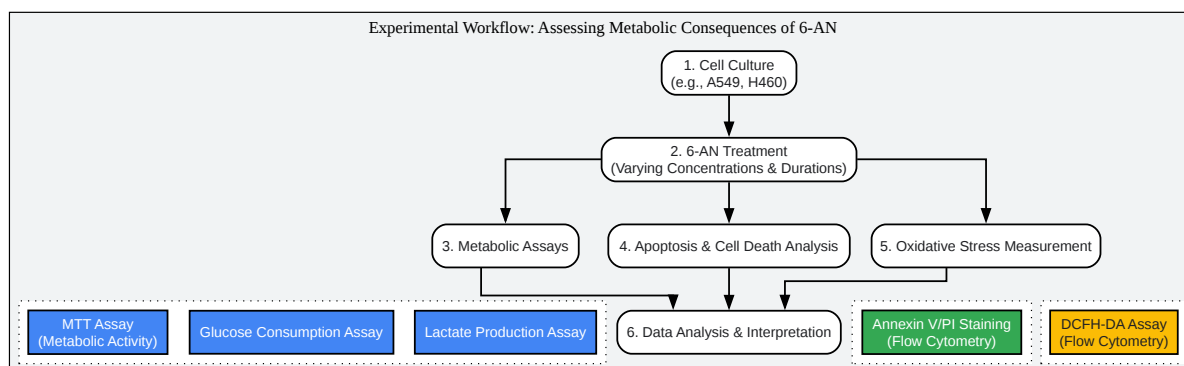 Experimental Workflow: Assessing Metabolic Consequences of 6-AN
1. Cell Culture
(e.g., A549, H460)
2. 6-AN Treatment
(Varying Concentrations & Durations)
3. Metabolic Assays
4. Apoptosis & Cell Death Analysis
5. Oxidative Stress Measurement
MTT Assay
(Metabolic Activity)
Glucose Consumption Assay
Lactate Production Assay
6. Data Analysis & Interpretation
Annexin V/PI Staining
(Flow Cytometry)
DCFH-DA Assay
(Flow Cytometry)